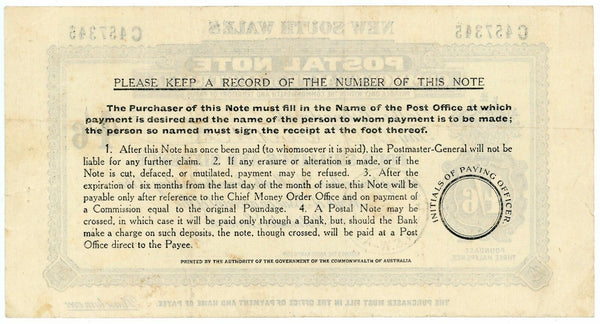 PLEASE KEEP A RECORD OF THE NUMBER OF THIS NOTE
The Purchaser of this Note must fill in the Name of the Post Office at which
payment is desired and the name of the person to whom payment is to be made;
the person so named must sign the receipt at the foot thereof.
1. After this Note has once been paid (to whomsoever it is paid), the Postmaster-General will not be
liable for any further claim. 2. If any erasure or alteration is made, or if the
Note is cut, defaced, or mutilated, payment may be refused. 3. After the
expiration of six months from the last day of the month of issue, this Note will be
payable only after reference to the Chief Money Order Office and on payment of
a Commission equal to the original Poundage. 4. A Postal Note may be
crossed, in which case it will be paid only through a Bank, but, should the Bank
make a charge on such deposits, the note, though crossed, will be paid at a Post
Office direct to the Payee.
INITIALS OF PAYING OFFICER
PRINTED BY THE AUTHORITY OF THE GOVERNMENT OF THE COMMONWEALTH OF AUSTRALIA
NEW SOUTH WALES
C457345
C457345
POSTAL NOTE
POUNDAGE
THREE HALFPENCE
THE PURCHASER MUST FILL IN THE OFFICE OF PAYMENT AND NAME OF PAYEE